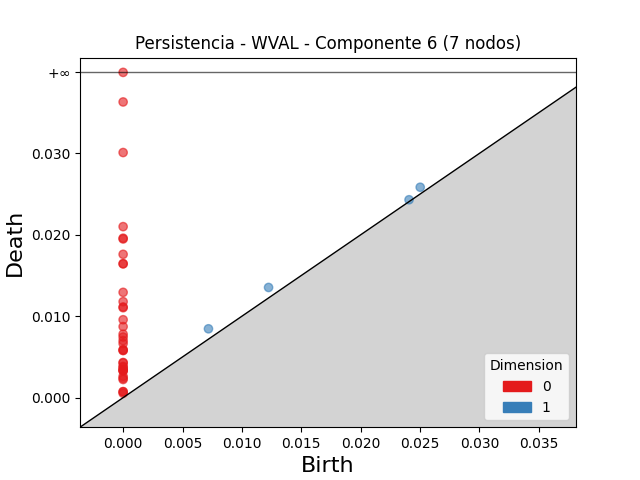 Persistencia - WVAL - Componente 6 (7 nodos)
+∞
0.030
0.020
0.010
0.000
Death
0.000 0.005 0.010 0.015 0.020 0.025 0.030 0.035
Birth
Dimension
0
1